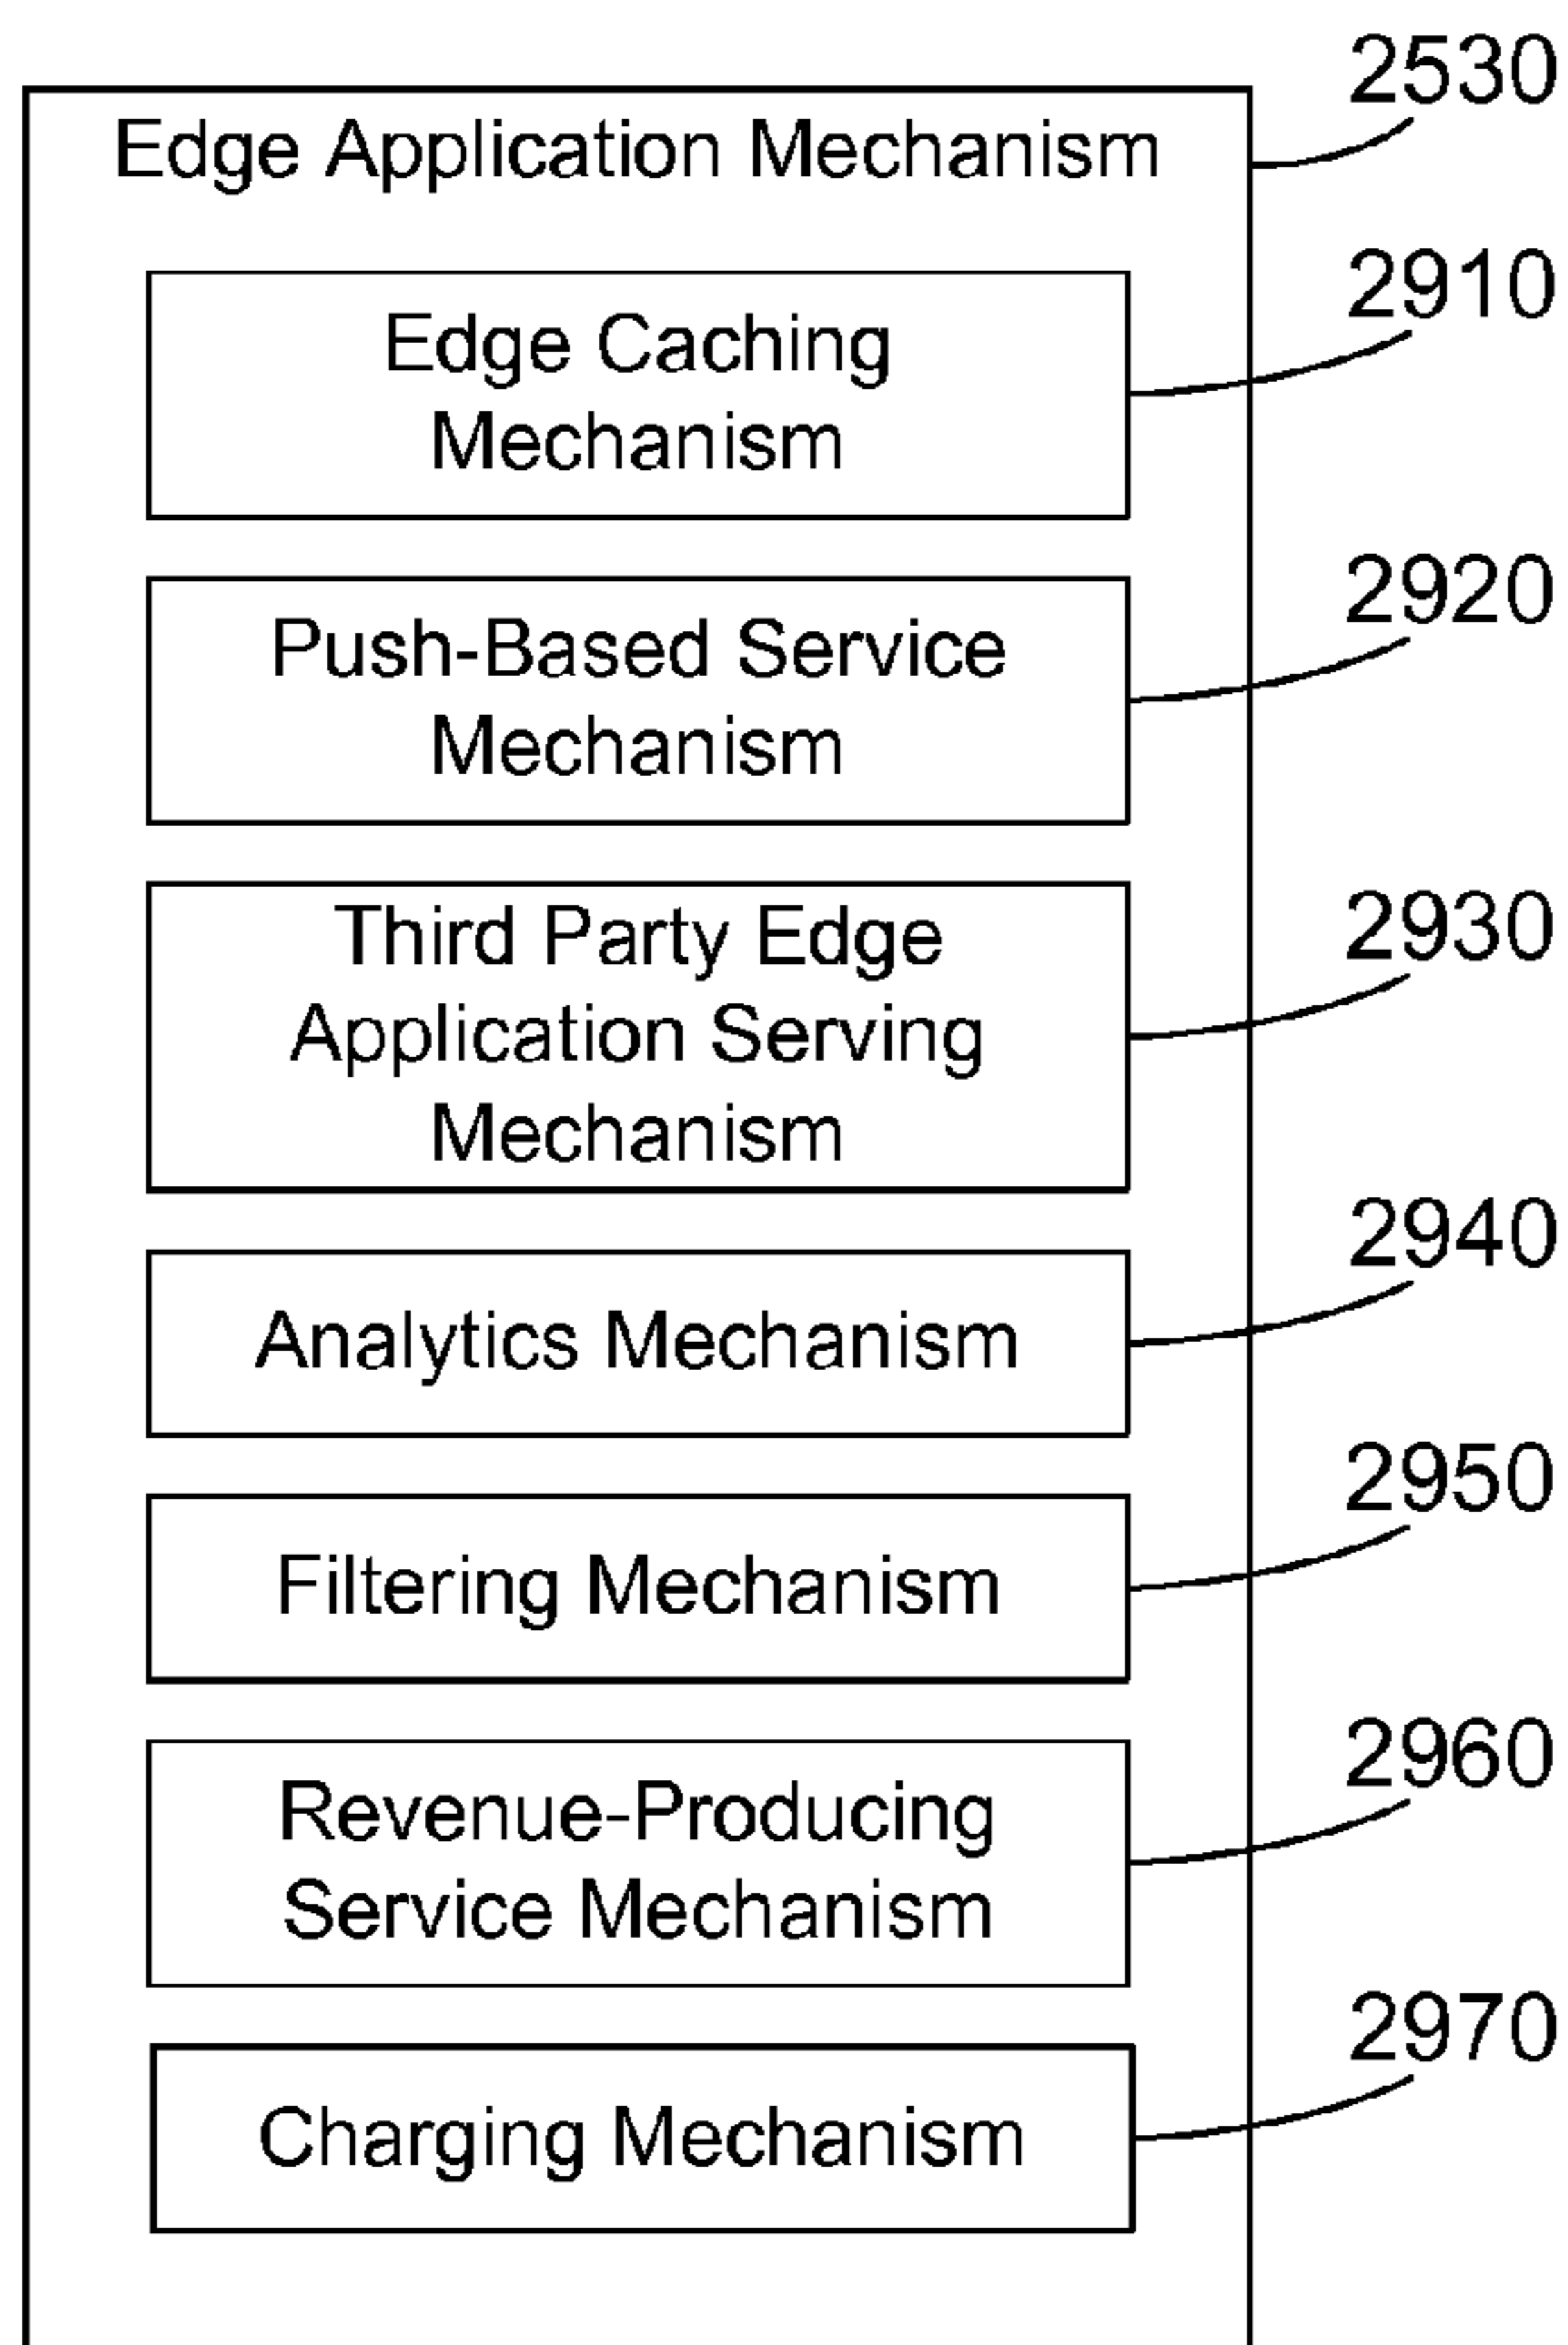 2530
Edge Application Mechanism
2910
Edge Caching
Mechanism
2920
Push-Based Service
Mechanism
2930
Third Party Edge
Application Serving
Mechanism
2940
Analytics Mechanism
2950
Filtering Mechanism
2960
Revenue-Producing
Service Mechanism
2970
Charging Mechanism